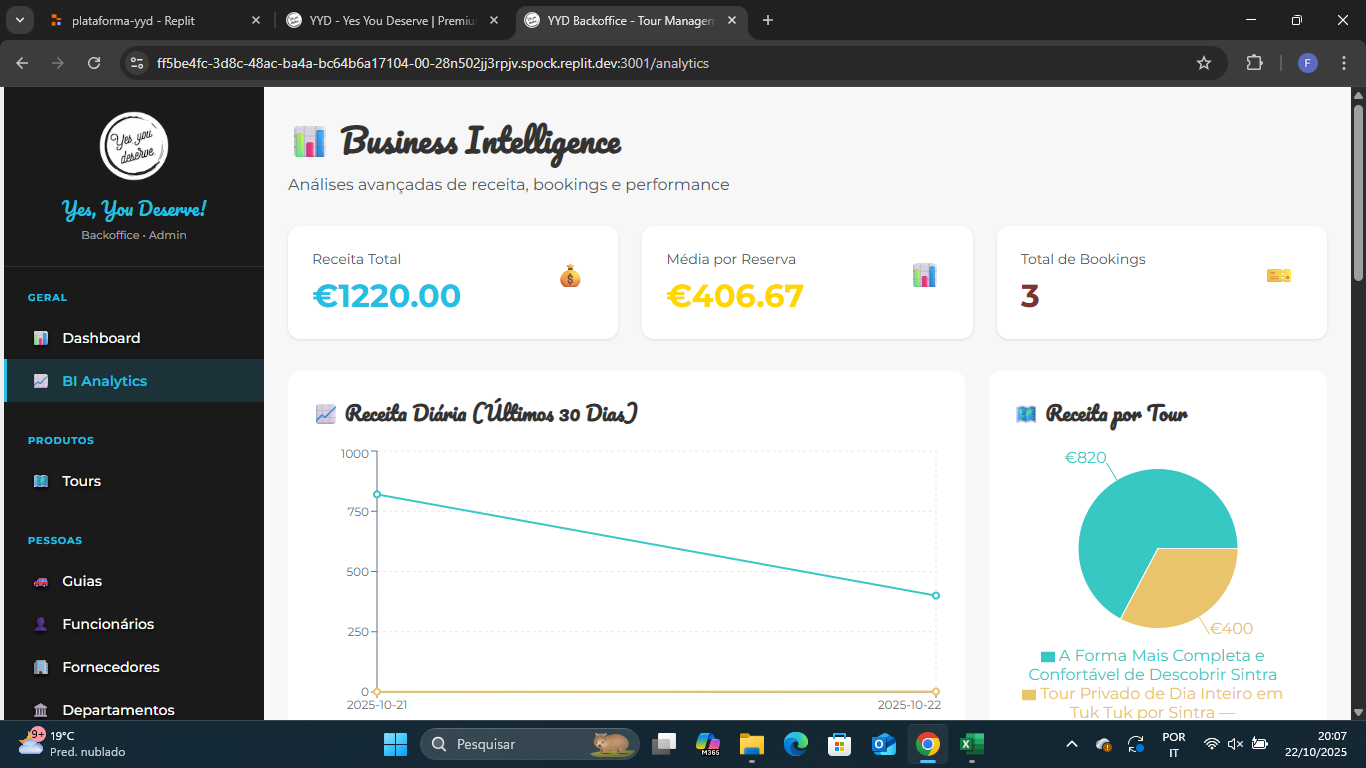 plataforma-yyd - Replit
YYD - Yes You Deserve | Premiu
YYD Backoffice - Tour Managem
ff5be4fc-3d8c-48ac-ba4a-bc64b6a17104-00-28n502jj3rpjv.spock.replit.dev:3001/analytics
F
Yes, you
deserve.
Yes, You Deserve!
Backoffice • Admin
GERAL
Dashboard
BI Analytics
PRODUTOS
Tours
PESSOAS
Guias
Funcionários
Fornecedores
Departamentos
Business Intelligence
Análises avançadas de receita, bookings e performance
Receita Total
€1220.00
Média por Reserva
€406.67
Total de Bookings
3
Receita Diária (Últimos 30 Dias)
1000
750
500
250
0
2025-10-21
2025-10-22
Receita por Tour
€820
€400
A Forma Mais Completa e
Confortável de Descobrir Sintra
Tour Privado de Dia Inteiro em
Tuk Tuk por Sintra —
9+
19°C
Pred. nublado
Pesquisar
M365
POR
IT
20:07
22/10/2025